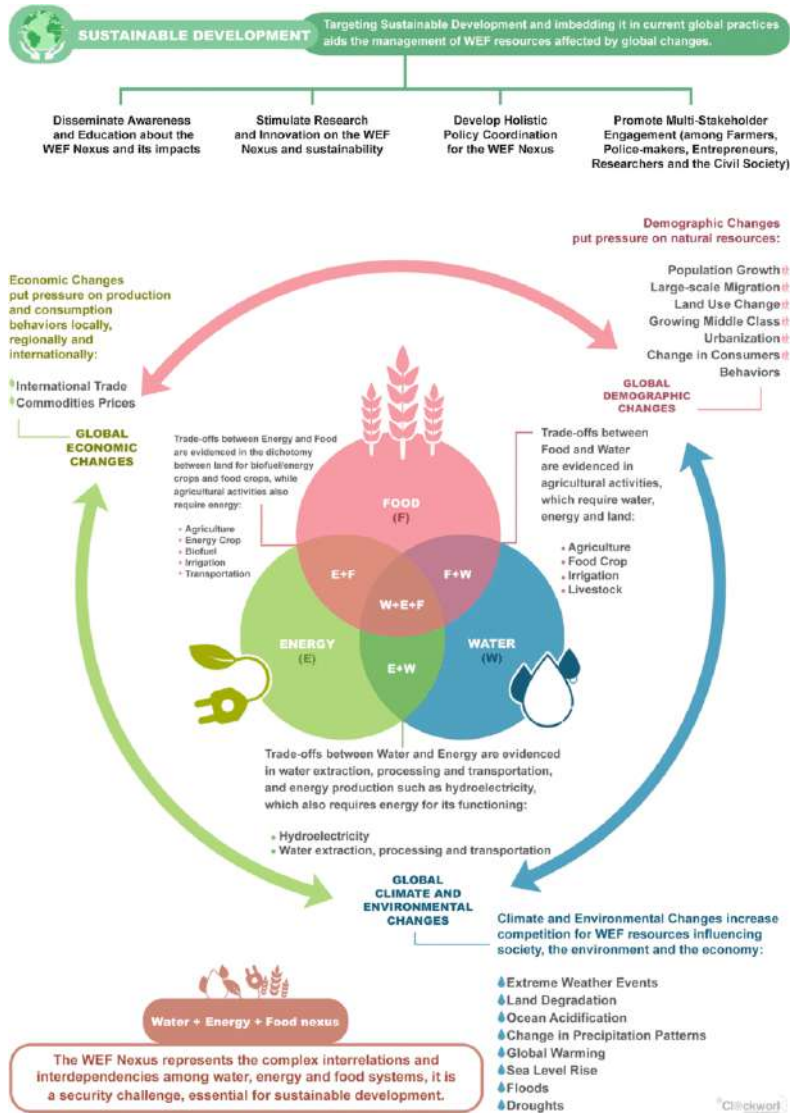 SUSTAINABLE DEVELOPMENT
Targeting Sustainable Development and imbedding it in current global practices
aids the management of WEF resources affected by global changes.
Disseminate Awareness
and Education about the
WEF Nexus and its impacts
Stimulate Research
and Innovation on the WEF
Nexus and sustainability
Develop Holistic
Policy Coordination
for the WEF Nexus
Promote Multi-Stakeholder
Engagement (among Farmers,
Police-makers, Entrepreneurs,
Researchers and the Civil Society)
Demographic Changes
put pressure on natural resources:
Population Growth
Large-scale Migration
Land Use Change
Growing Middle Class
Urbanization
Change in Consumers
Behaviors
GLOBAL
DEMOGRAPHIC
CHANGES
Economic Changes
put pressure on production
and consumption
behaviors locally,
regionally and
internationally:
International Trade
Commodities Prices
GLOBAL
ECONOMIC
CHANGES
Trade-offs between Energy and Food
are evidenced in the dichotomy
between land for biofuel/energy
crops and food crops, while
agricultural activities also
require energy:
• Agriculture
• Energy Crop
• Biofuel
• Irrigation
• Transportation
Trade-offs between
Food and Water
are evidenced in
agricultural activities,
which require water,
energy and land:
• Agriculture
• Food Crop
• Irrigation
• Livestock
FOOD
(F)
E+F
F+W
W+E+F
ENERGY
(E)
WATER
(W)
E+W
Trade-offs between Water and Energy are evidenced
in water extraction, processing and transportation,
and energy production such as hydroelectricity,
which also requires energy for its functioning:
• Hydroelectricity
• Water extraction, processing and transportation
GLOBAL
CLIMATE AND
ENVIRONMENTAL
CHANGES
Climate and Environmental Changes increase
competition for WEF resources influencing
society, the environment and the economy:
Extreme Weather Events
Land Degradation
Ocean Acidification
Change in Precipitation Patterns
Global Warming
Sea Level Rise
Floods
Droughts
Water + Energy + Food nexus
The WEF Nexus represents the complex interrelations and
interdependencies among water, energy and food systems, it is
a security challenge, essential for sustainable development.